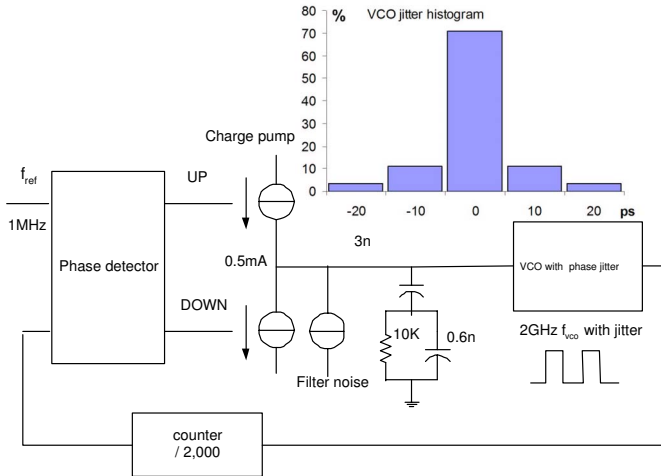 % VCO jitter histogram
80
70
60
50
40
30
20
10
0
-20 -10 0 10 20 ps
Charge pump
fref
UP
1MHz
3n
Phase detector
0.5mA
VCO with phase jitter
DOWN
10K
0.6n
2GHz fvco with jitter
Filter noise
counter
/ 2,000